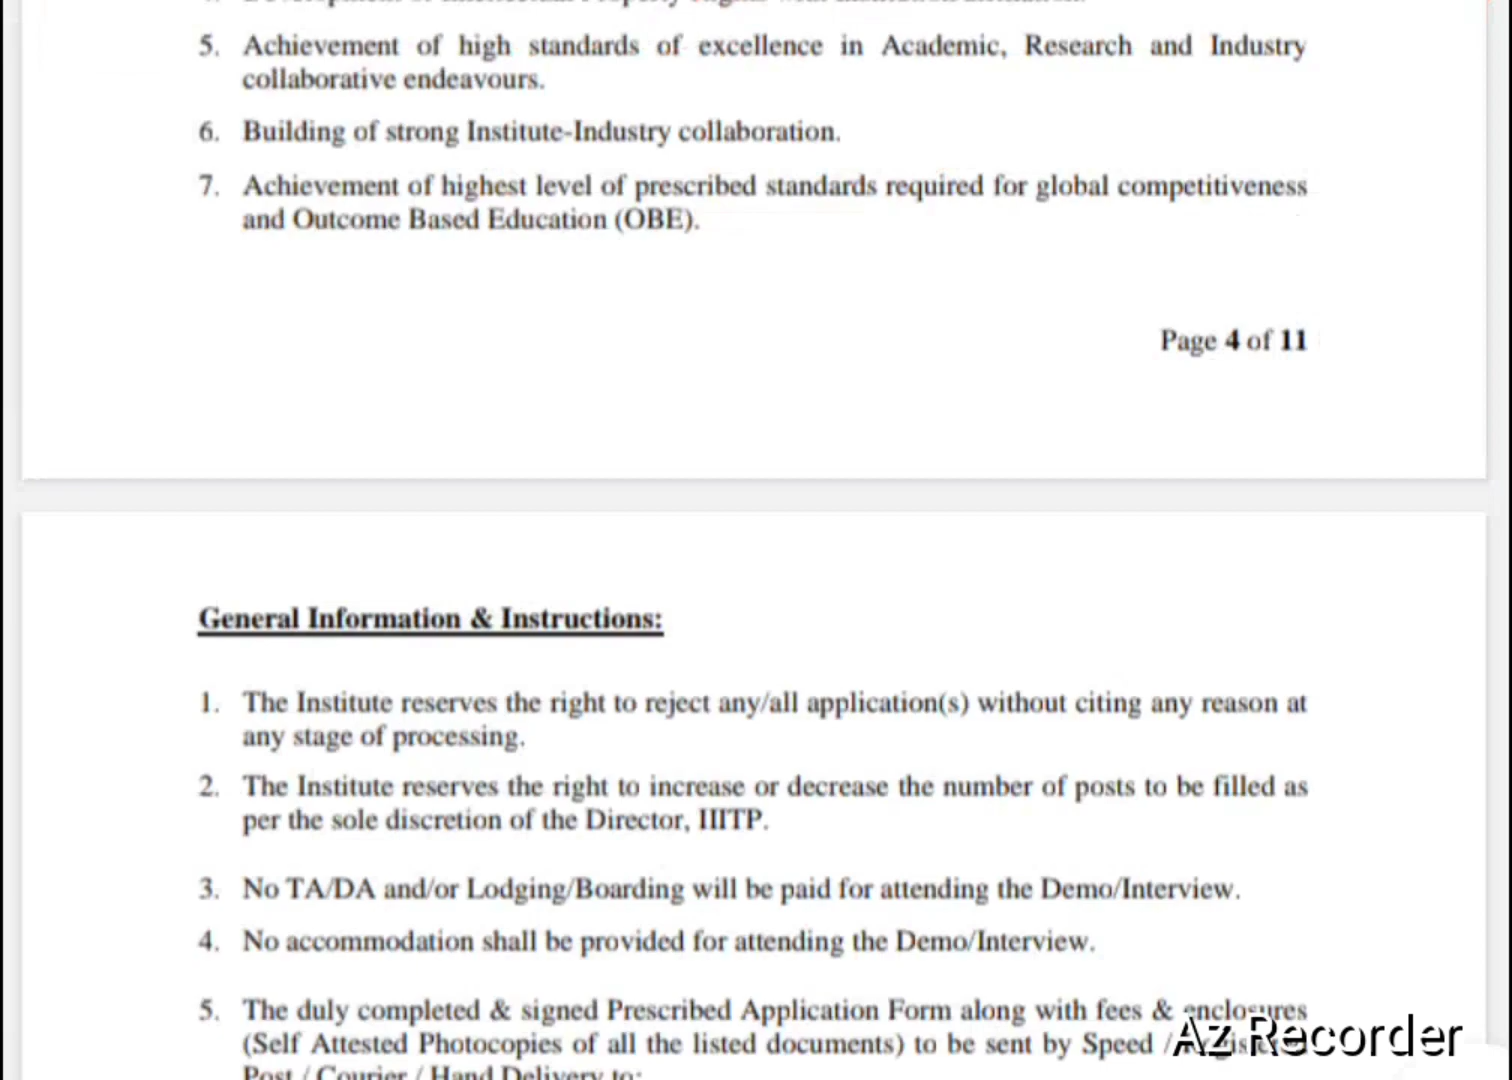 5. Achievement of high standards of excellence in Academic, Research and Industry
collaborative endeavours.
6. Building of strong Institute-Industry collaboration.
7. Achievement of highest level of prescribed standards required for global competitiveness
and Outcome Based Education (OBE).
Page 4 of 11
General Information & Instructions:
1. The Institute reserves the right to reject any/all application(s) without citing any reason at
any stage of processing.
2. The Institute reserves the right to increase or decrease the number of posts to be filled as
per the sole discretion of the Director, IIITP.
3. No TA/DA and/or Lodging/Boarding will be paid for attending the Demo/Interview.
4. No accommodation shall be provided for attending the Demo/Interview.
5. The duly completed & signed Prescribed Application Form along with fees & enclosures
(Self Attested Photocopies of all the listed documents) to be sent by Speed /
Post / Courier / Hand Delivery to:
Az Recorder